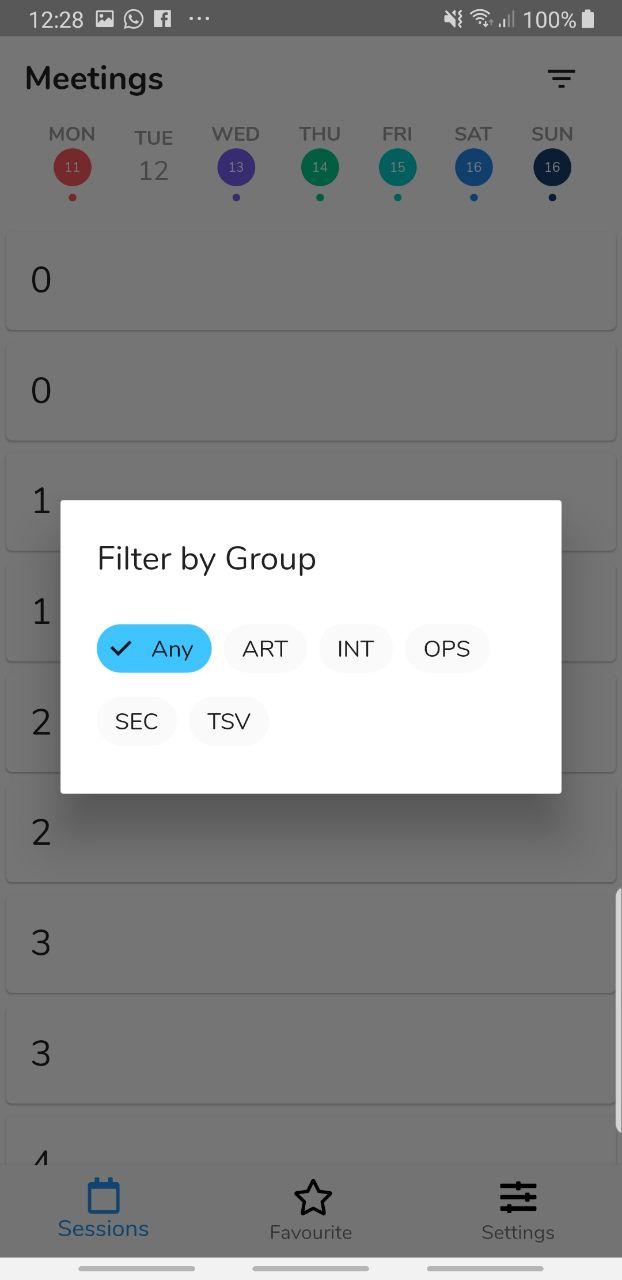 12:28 100%
Meetings
MON TUE WED THU FRI SAT SUN
11 12 13 14 15 16 16
0
0
1
1
Filter by Group
Any ART INT OPS
SEC TSV
2
2
3
3
4
Sessions Favourite Settings